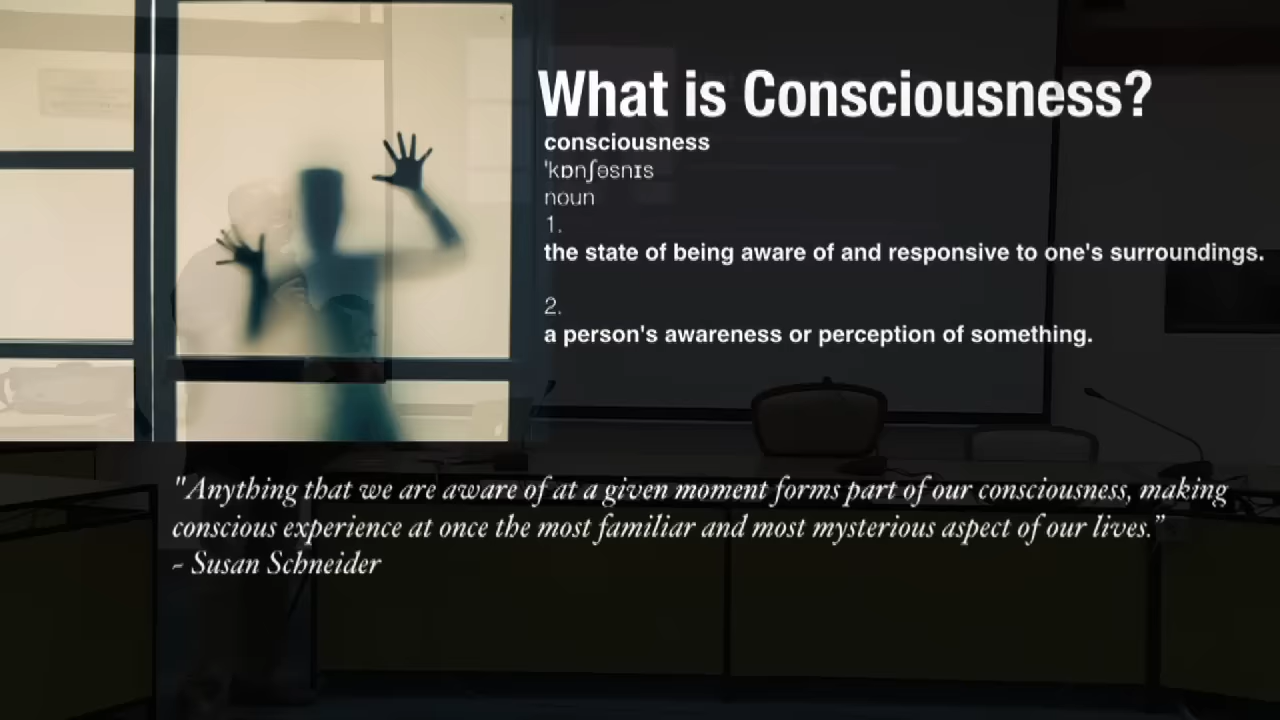 What is Consciousness?
consciousness
ˈkɒnʃəsnɪs
noun
1.
the state of being aware of and responsive to one's surroundings.
2.
a person's awareness or perception of something.
"Anything that we are aware of at a given moment forms part of our consciousness, making
conscious experience at once the most familiar and most mysterious aspect of our lives.”
~ Susan Schneider